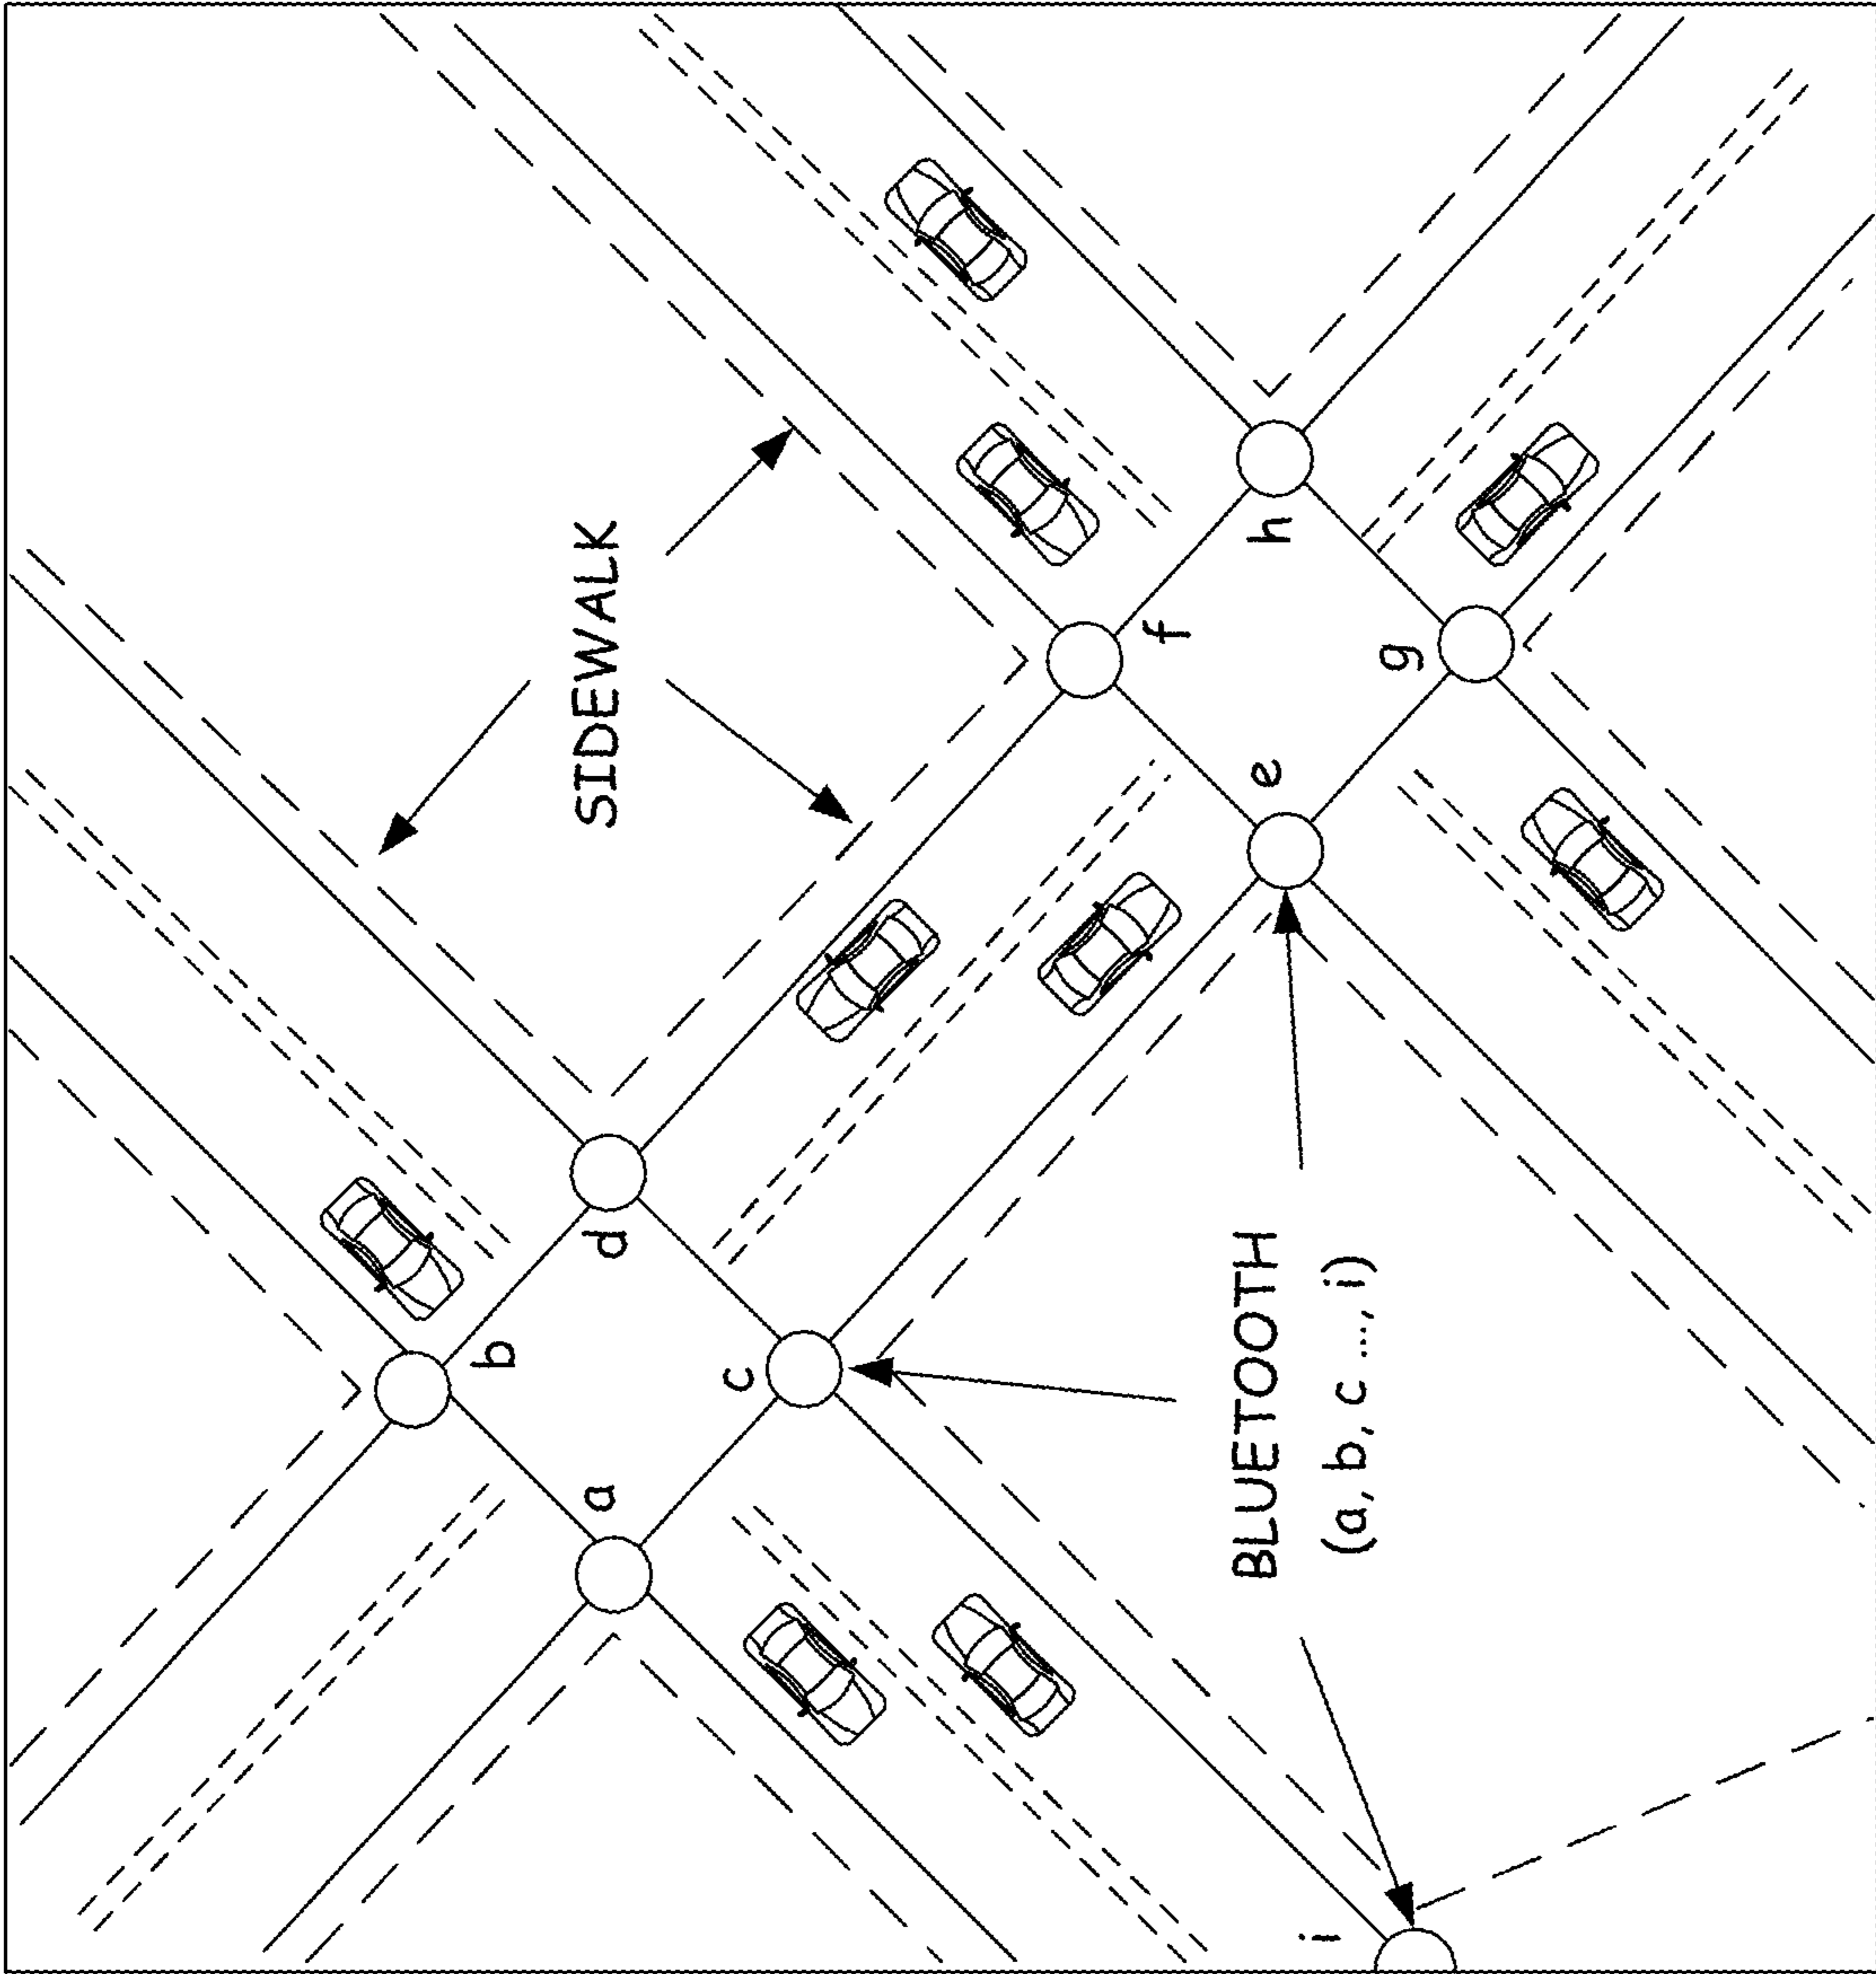 b
a
d
SIDEWALK
c
f
BLUETOOTH
(a, b, c ..., i)
e
h
i
g